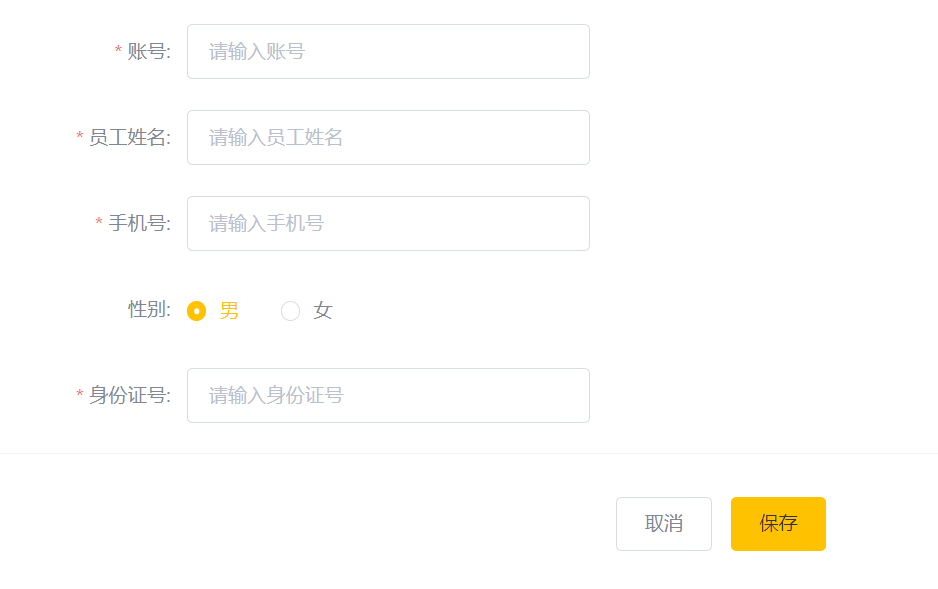 * 账号: 请输入账号
* 员工姓名: 请输入员工姓名
* 手机号: 请输入手机号
性别: 男 女
* 身份证号: 请输入身份证号
取消 保存